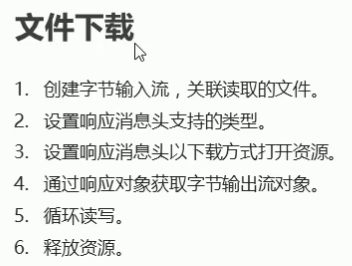 文件下载
1. 创建字节输入流，关联读取的文件。
2. 设置响应消息头支持的类型。
3. 设置响应消息头以下载方式打开资源。
4. 通过响应对象获取字节输出流对象。
5. 循环读写。
6. 释放资源。